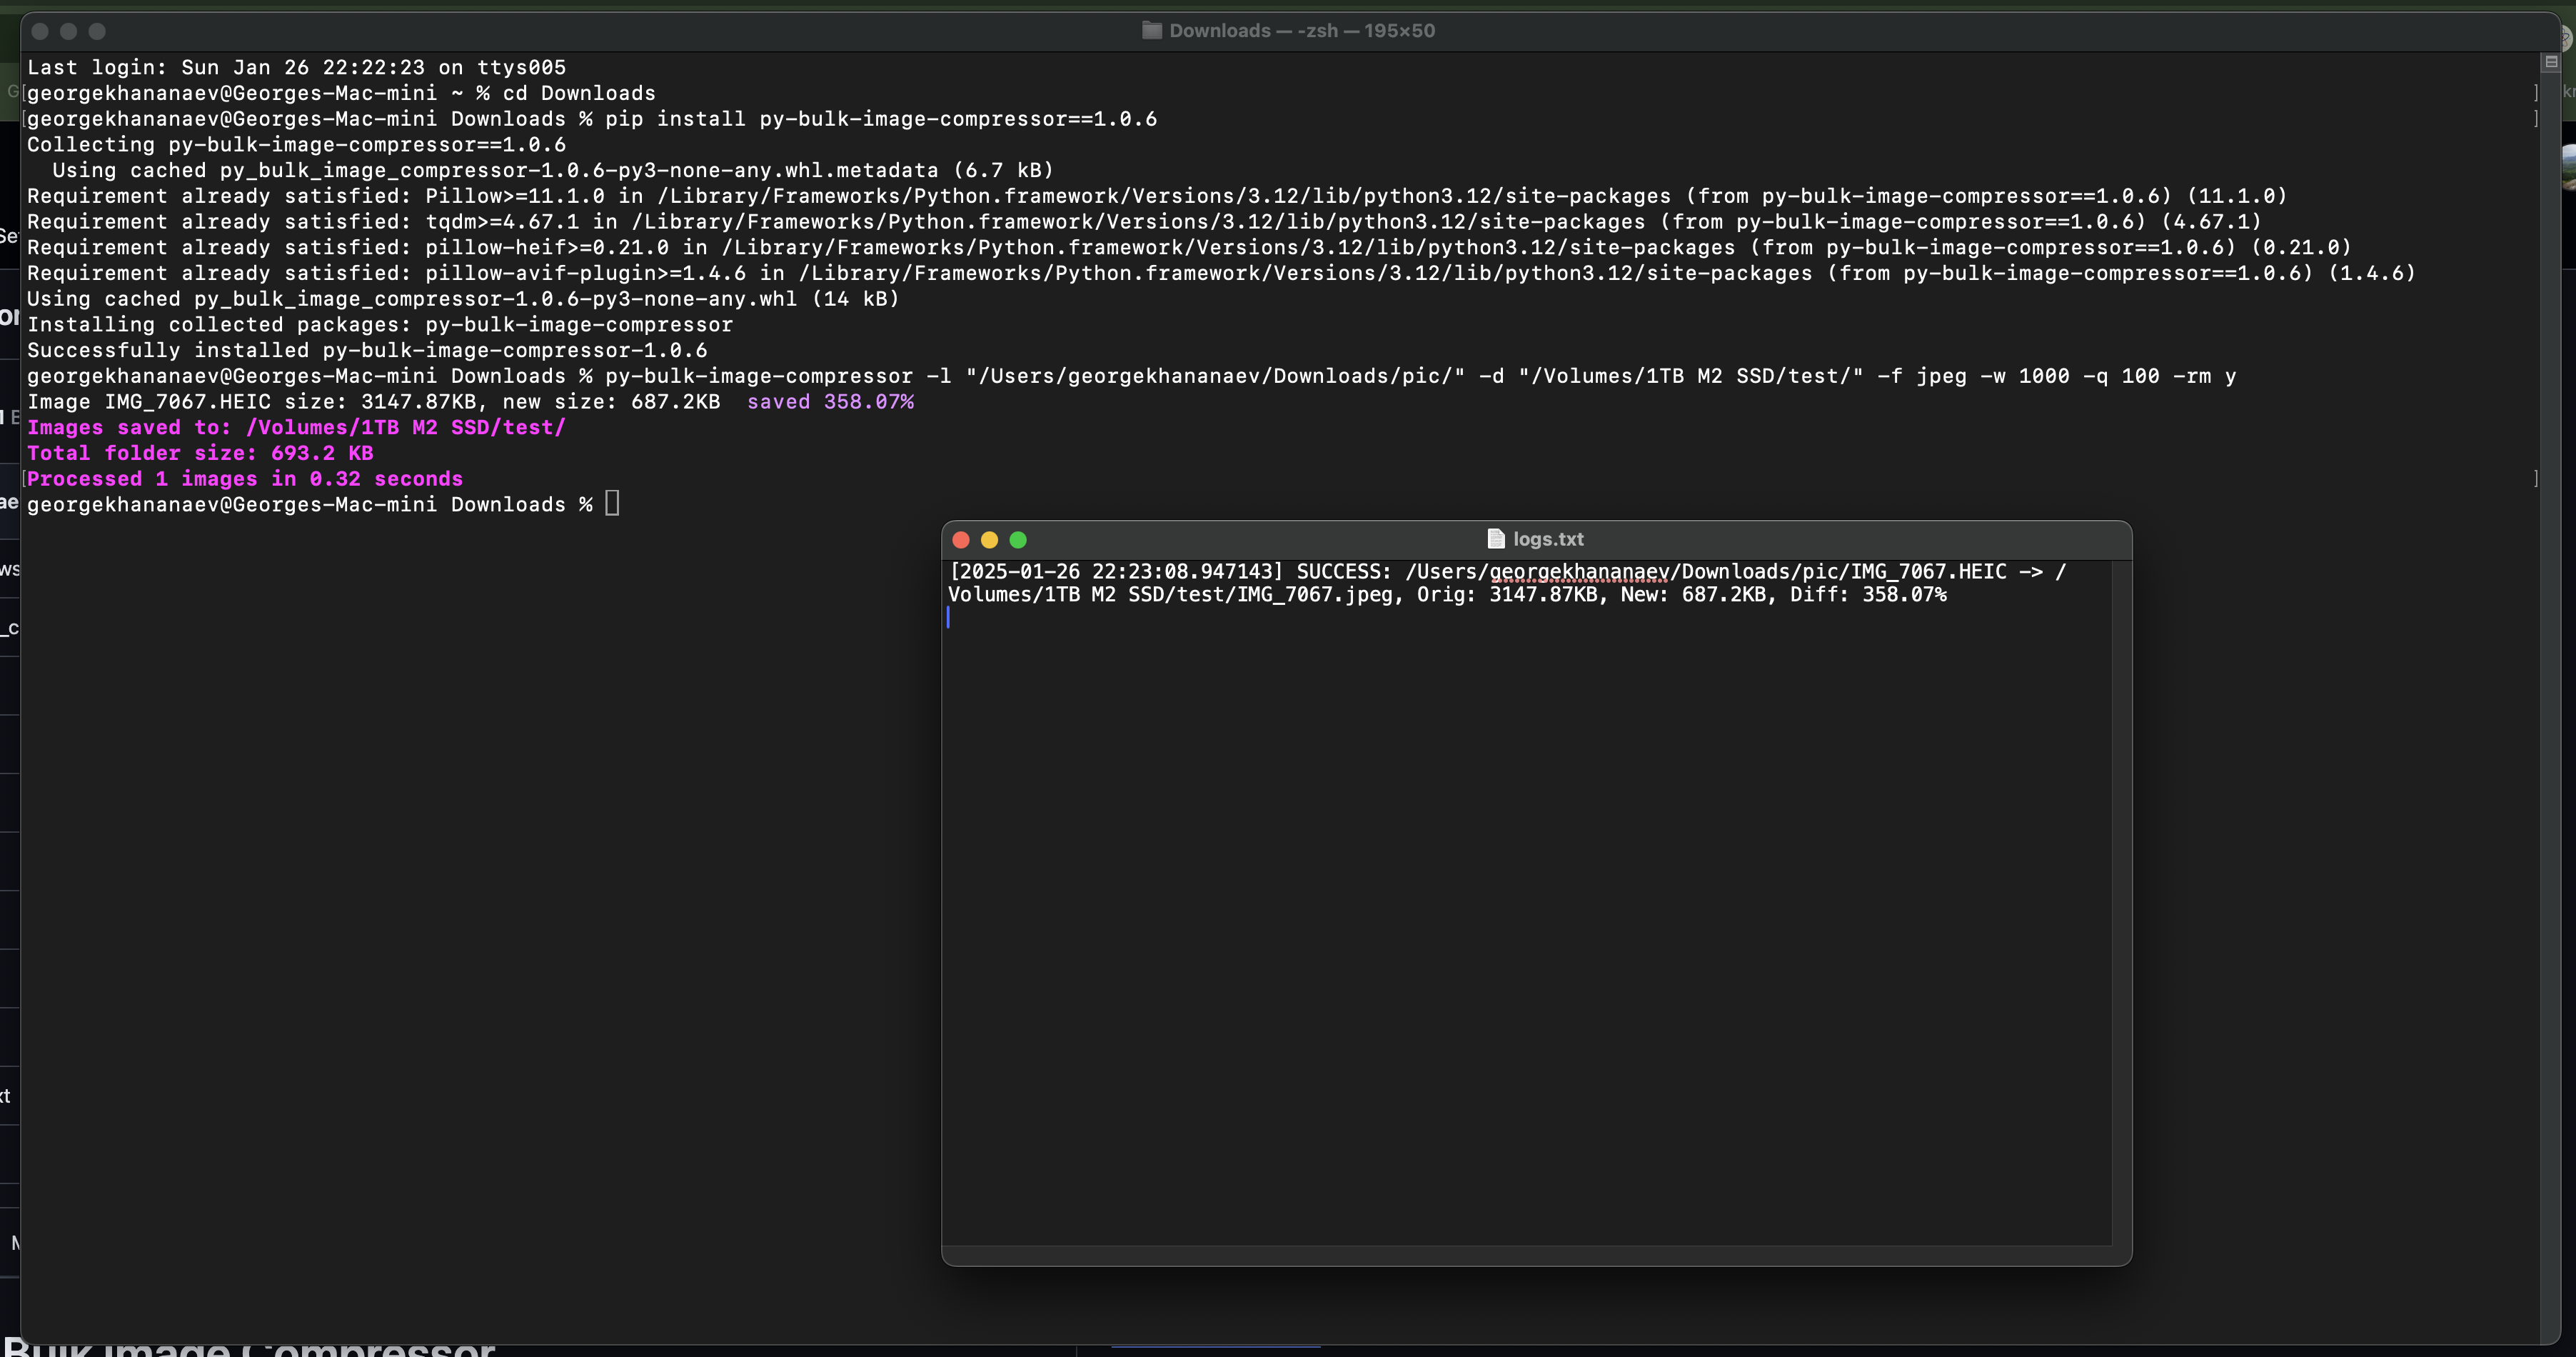 Downloads — -zsh — 195×50
Last login: Sun Jan 26 22:22:23 on ttys005
[georgekhananaev@Georges-Mac-mini ~ % cd Downloads ]
[georgekhananaev@Georges-Mac-mini Downloads % pip install py-bulk-image-compressor==1.0.6 ]
Collecting py-bulk-image-compressor==1.0.6
  Using cached py_bulk_image_compressor-1.0.6-py3-none-any.whl.metadata (6.7 kB)
Requirement already satisfied: Pillow>=11.1.0 in /Library/Frameworks/Python.framework/Versions/3.12/lib/python3.12/site-packages (from py-bulk-image-compressor==1.0.6) (11.1.0)
Requirement already satisfied: tqdm>=4.67.1 in /Library/Frameworks/Python.framework/Versions/3.12/lib/python3.12/site-packages (from py-bulk-image-compressor==1.0.6) (4.67.1)
Requirement already satisfied: pillow-heif>=0.21.0 in /Library/Frameworks/Python.framework/Versions/3.12/lib/python3.12/site-packages (from py-bulk-image-compressor==1.0.6) (0.21.0)
Requirement already satisfied: pillow-avif-plugin>=1.4.6 in /Library/Frameworks/Python.framework/Versions/3.12/lib/python3.12/site-packages (from py-bulk-image-compressor==1.0.6) (1.4.6)
Using cached py_bulk_image_compressor-1.0.6-py3-none-any.whl (14 kB)
Installing collected packages: py-bulk-image-compressor
Successfully installed py-bulk-image-compressor-1.0.6
georgekhananaev@Georges-Mac-mini Downloads % py-bulk-image-compressor -l "/Users/georgekhananaev/Downloads/pic/" -d "/Volumes/1TB M2 SSD/test/" -f jpeg -w 1000 -q 100 -rm y
Image IMG_7067.HEIC size: 3147.87KB, new size: 687.2KB  saved 358.07%
Images saved to: /Volumes/1TB M2 SSD/test/
Total folder size: 693.2 KB
[Processed 1 images in 0.32 seconds ]
georgekhananaev@Georges-Mac-mini Downloads %
logs.txt
[2025-01-26 22:23:08.947143] SUCCESS: /Users/georgekhananaev/Downloads/pic/IMG_7067.HEIC -> /
Volumes/1TB M2 SSD/test/IMG_7067.jpeg, Orig: 3147.87KB, New: 687.2KB, Diff: 358.07%
Bulk Image Compressor